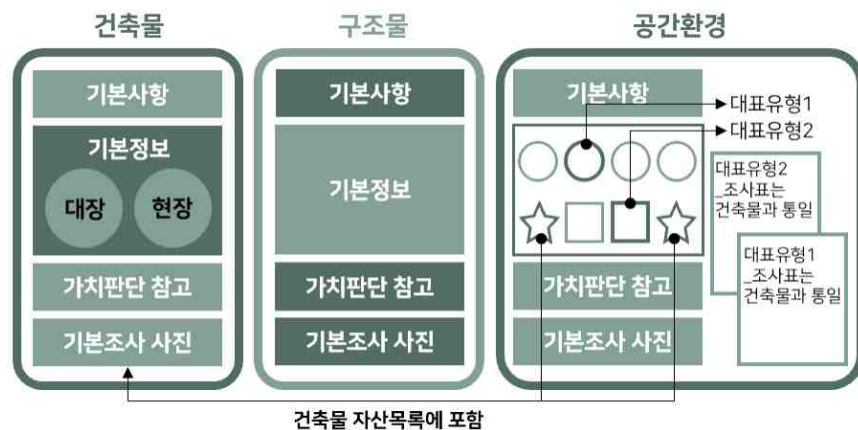 건축물
기본사항
기본정보
대장
현장
가치판단 참고
기본조사 사진
구조물
기본사항
기본정보
가치판단 참고
기본조사 사진
공간환경
기본사항
대표유형1
대표유형2
대표유형2
_조사표는
건축물과 통일
대표유형1
_조사표는
건축물과 통일
가치판단 참고
기본조사 사진
건축물 자산목록에 포함